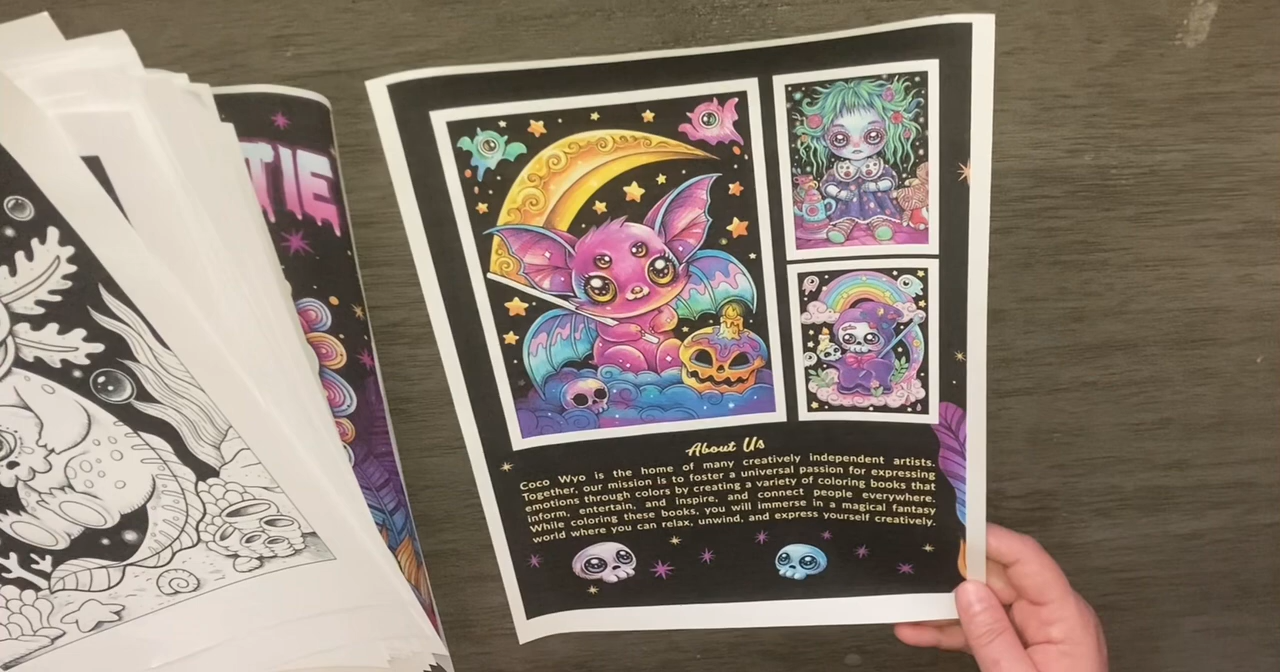 TIE
About Us
Coco Wyo is the home of many creatively independent artists.
Together, our mission is to foster a universal passion for expressing
emotions through colors by creating a variety of coloring books that
inform, entertain, and inspire, and connect people everywhere.
While coloring these books, you will immerse in a magical fantasy
world where you can relax, unwind, and express yourself creatively.